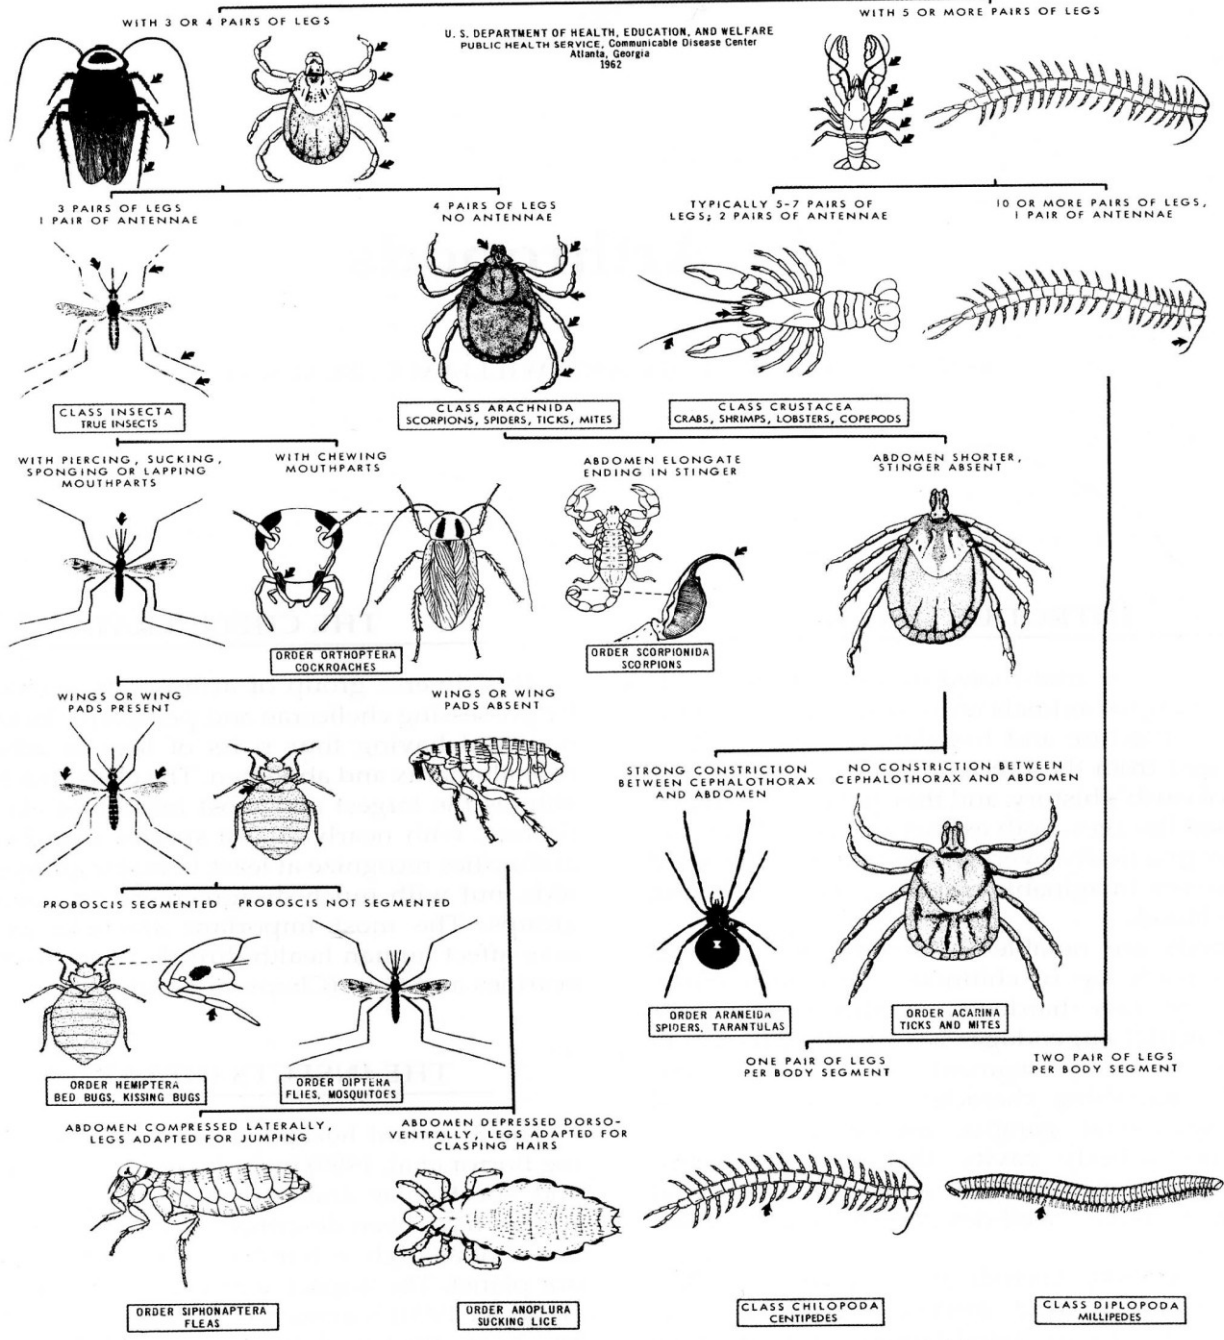 WITH 3 OR 4 PAIRS OF LEGS
WITH 5 OR MORE PAIRS OF LEGS
U. S. DEPARTMENT OF HEALTH, EDUCATION, AND WELFARE
PUBLIC HEALTH SERVICE, Communicable Disease Center
Atlanta, Georgia
1962
3 PAIRS OF LEGS
1 PAIR OF ANTENNAE
4 PAIRS OF LEGS
NO ANTENNAE
TYPICALLY 5-7 PAIRS OF
LEGS; 2 PAIRS OF ANTENNAE
10 OR MORE PAIRS OF LEGS,
1 PAIR OF ANTENNAE
CLASS INSECTA
TRUE INSECTS
CLASS ARACHNIDA
SCORPIONS, SPIDERS, TICKS, MITES
CLASS CRUSTACEA
CRABS, SHRIMPS, LOBSTERS, COPEPODS
WITH PIERCING, SUCKING,
SPONGING OR LAPPING
MOUTHPARTS
WITH CHEWING
MOUTHPARTS
ABDOMEN ELONGATE
ENDING IN STINGER
ABDOMEN SHORTER,
STINGER ABSENT
ORDER ORTHOPTERA
COCKROACHES
ORDER SCORPIONIDA
SCORPIONS
WINGS OR WING
PADS PRESENT
WINGS OR WING
PADS ABSENT
STRONG CONSTRICTION
BETWEEN CEPHALOTHORAX
AND ABDOMEN
NO CONSTRICTION BETWEEN
CEPHALOTHORAX AND ABDOMEN
PROBOSCIS SEGMENTED
PROBOSCIS NOT SEGMENTED
ORDER ARANEIDA
SPIDERS, TARANTULAS
ORDER ACARINA
TICKS AND MITES
ORDER HEMIPTERA
BED BUGS, KISSING BUGS
ORDER DIPTERA
FLIES, MOSQUITOES
ONE PAIR OF LEGS
PER BODY SEGMENT
TWO PAIR OF LEGS
PER BODY SEGMENT
ABDOMEN COMPRESSED LATERALLY,
LEGS ADAPTED FOR JUMPING
ABDOMEN DEPRESSED DORSO-
VENTRALLY, LEGS ADAPTED FOR
CLASPING HAIRS
ORDER SIPHONAPTERA
FLEAS
ORDER ANOPLURA
SUCKING LICE
CLASS CHILOPODA
CENTIPEDES
CLASS DIPLOPODA
MILLIPEDES